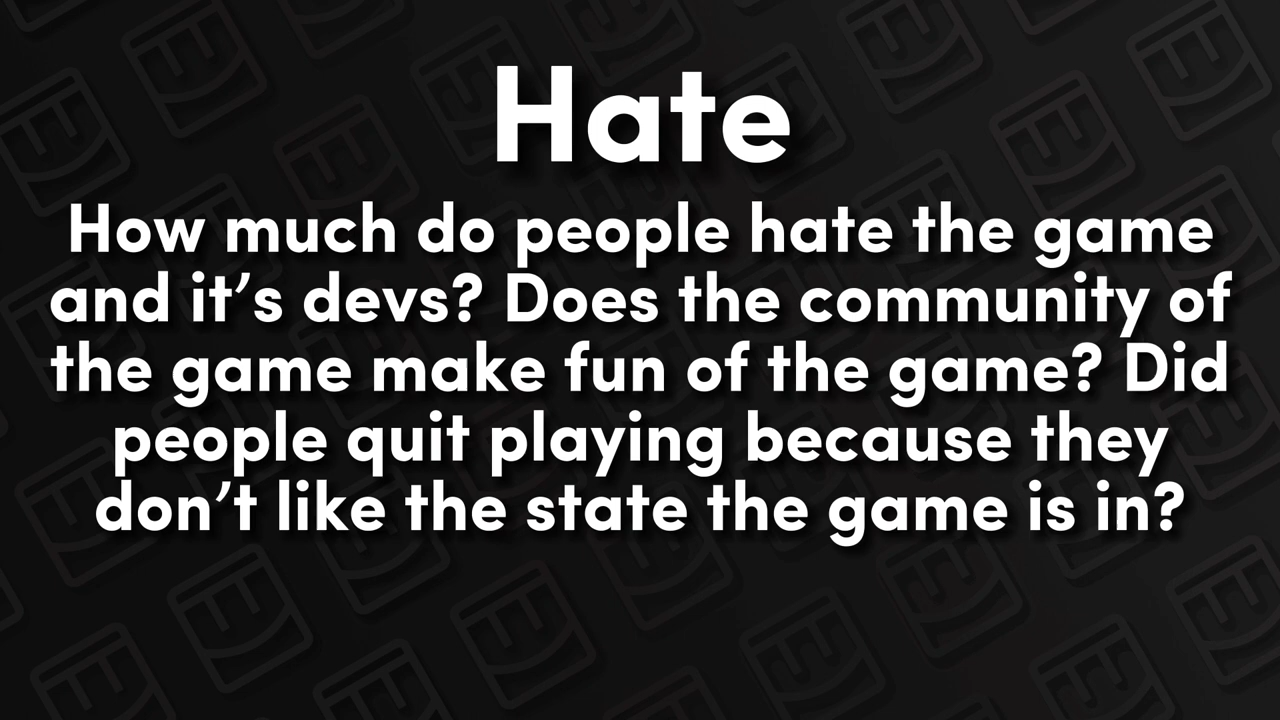 Hate
How much do people hate the game
and it’s devs? Does the community of
the game make fun of the game? Did
people quit playing because they
don’t like the state the game is in?